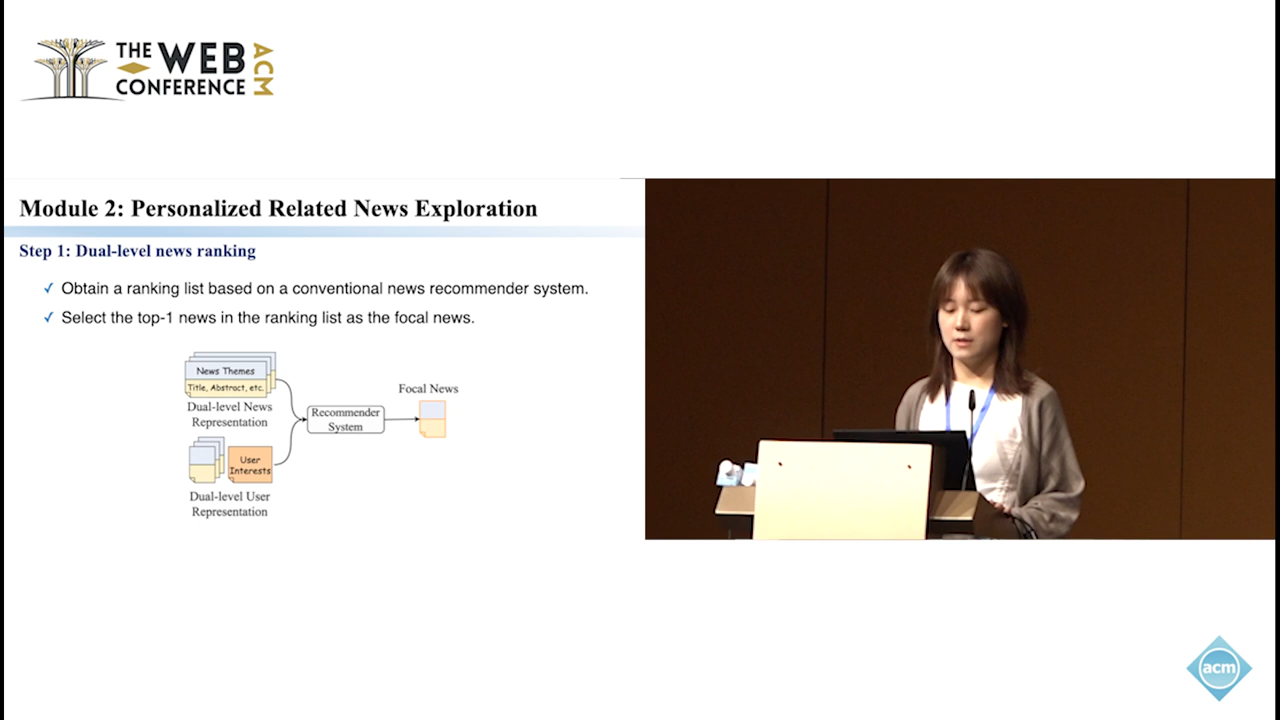 THE WEB
CONFERENCE
ACM
Module 2: Personalized Related News Exploration
Step 1: Dual-level news ranking
✓ Obtain a ranking list based on a conventional news recommender system.
✓ Select the top-1 news in the ranking list as the focal news.
News Themes
Title, Abstract, etc.
Dual-level News
Representation
User
Interests
Dual-level User
Representation
Recommender
System
Focal News
acm